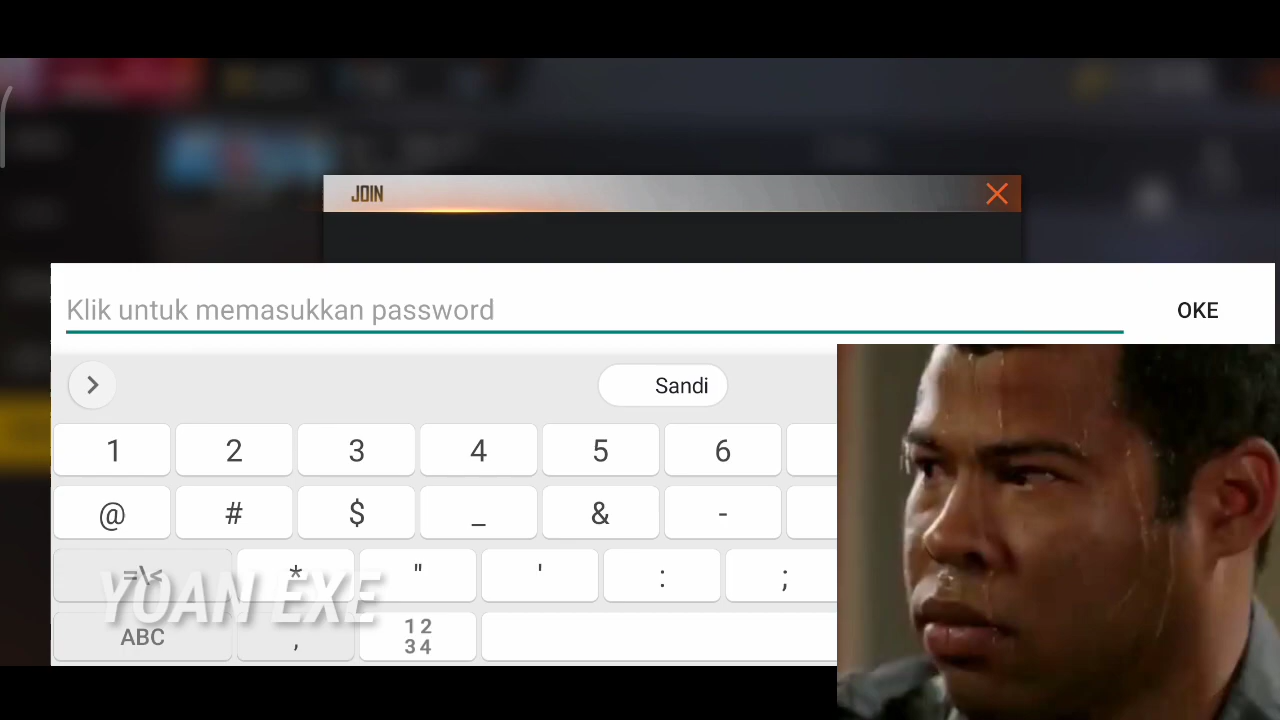 JOIN
Klik untuk memasukkan password
OKE
Sandi
1 2 3 4 5 6
@ # $ _ & -
=\< * " ' : ;
YOAN EXE
ABC , 12 34